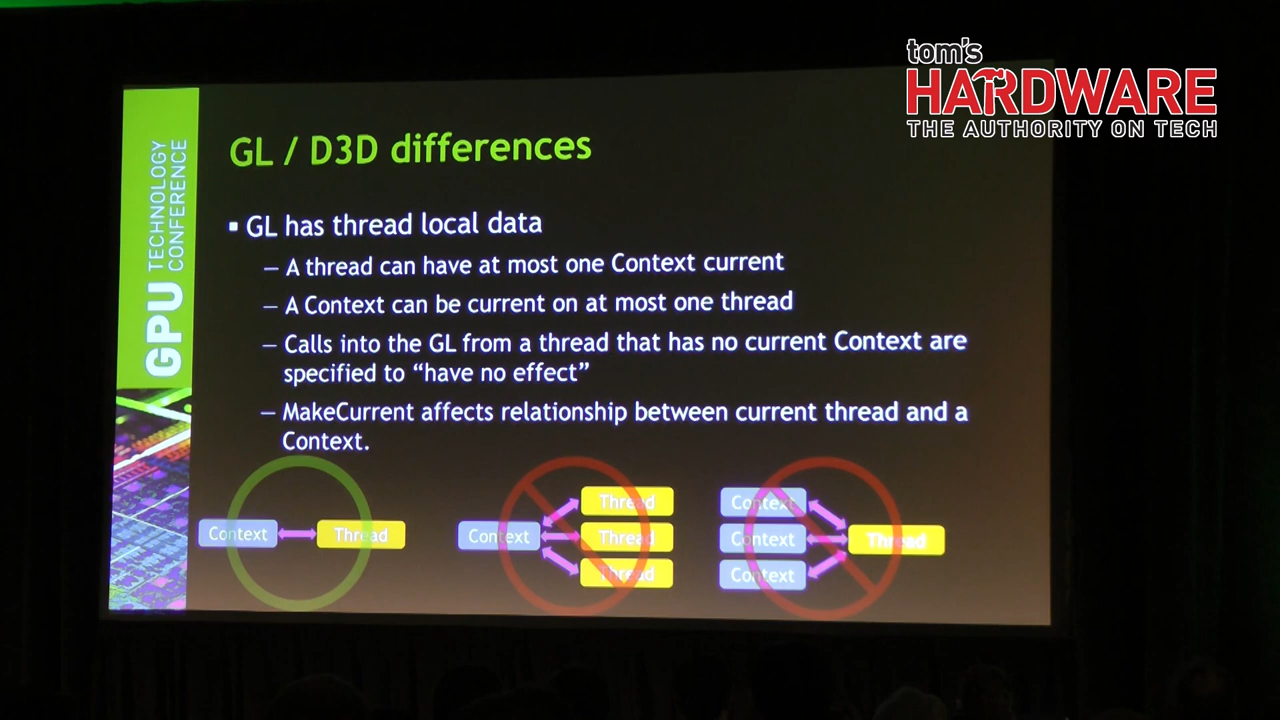 tom's
HARDWARE
THE AUTHORITY ON TECH
GPU TECHNOLOGY
CONFERENCE
GL / D3D differences
▪ GL has thread local data
– A thread can have at most one Context current
– A Context can be current on at most one thread
– Calls into the GL from a thread that has no current Context are
specified to “have no effect”
– MakeCurrent affects relationship between current thread and a
Context.
Context Thread
Context
Thread
Thread
Thread
Context
Context
Context
Thread